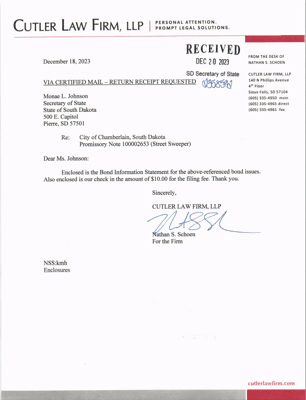 CUTLER LAW FIRM, LLP
PERSONAL ATTENTION.
PROMPT LEGAL SOLUTIONS.
RECEIVED
DEC 20 2023
SD Secretary of State
FROM THE DESK OF
NATHAN S. SCHOEN
CUTLER LAW FIRM, LLP
140 N Phillips Avenue
4th Floor
Sioux Falls, SD 57104
(605) 335-4950 main
(605) 335-4961 fax
December 18, 2023
VIA CERTIFIED MAIL – RETURN RECEIPT REQUESTED
Monae L. Johnson
Secretary of State
State of South Dakota
500 E. Capitol
Pierre, SD 57501
Re: City of Chamberlain, South Dakota
Promissory Note 100002653 (Street Sweeper)
Dear Ms. Johnson:
Enclosed is the Bond Information Statement for the above-referenced bond issues.
Also enclosed is our check in the amount of $10.00 for the filing fee. Thank you.
Sincerely,
CUTLER LAW FIRM, LLP
Nathan S. Schoen
For the Firm
NSS:kmh
Enclosures
cutlerlawfirm.com